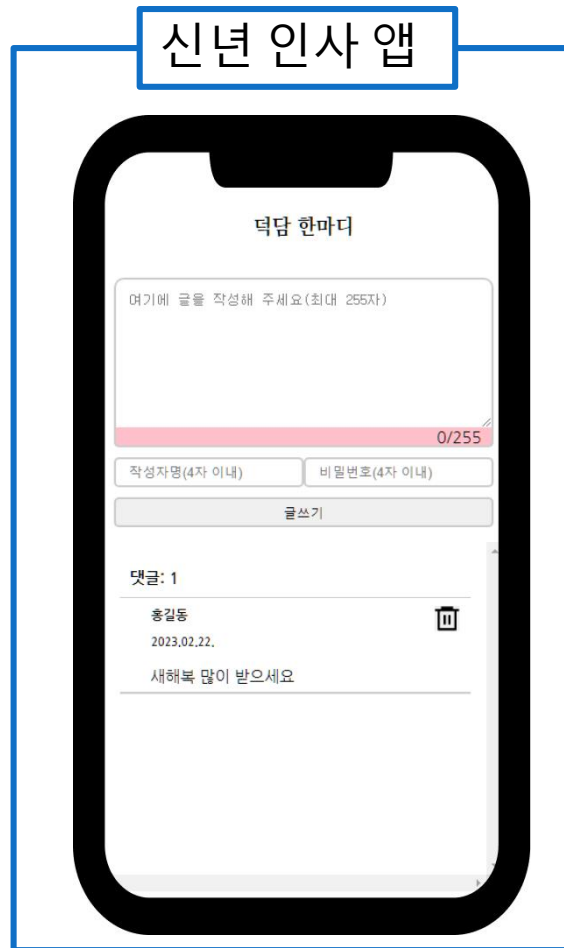 신년 인사 앱
덕담 한마디
여기에 글을 작성해 주세요(최대 255자)
0/255
작성자명(4자 이내) 비밀번호(4자 이내)
글쓰기
댓글: 1
홍길동
2023.02.22.
새해복 많이 받으세요